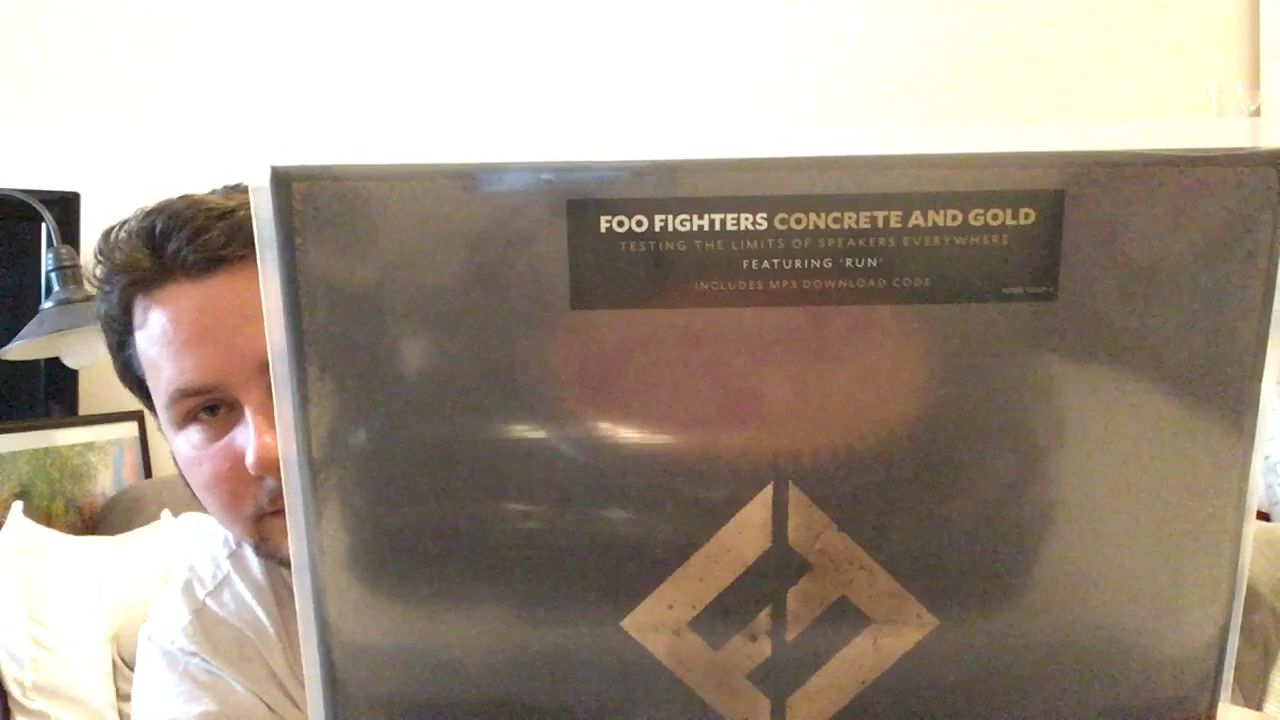 FOO FIGHTERS CONCRETE AND GOLD
TESTING THE LIMITS OF SPEAKERS EVERYWHERE
FEATURING 'RUN'
INCLUDES MP3 DOWNLOAD CODE